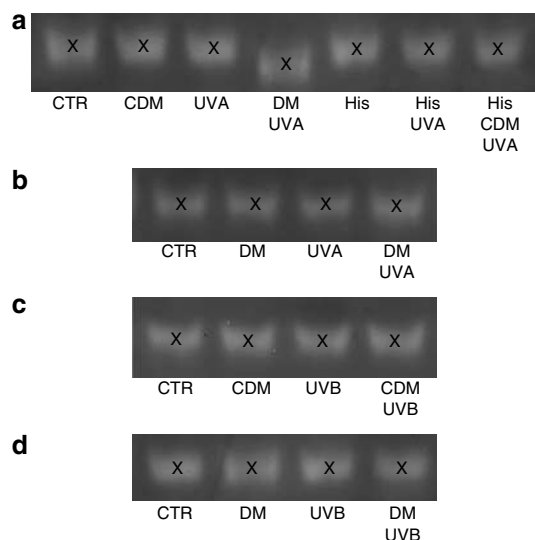 a
X X X X X X X
CTR CDM UVA DM His His His
UVA UVA CDM
UVA
b
X X X X
CTR DM UVA DM
UVA
c
X X X X
CTR CDM UVB CDM
UVB
d
X X X X
CTR DM UVB DM
UVB